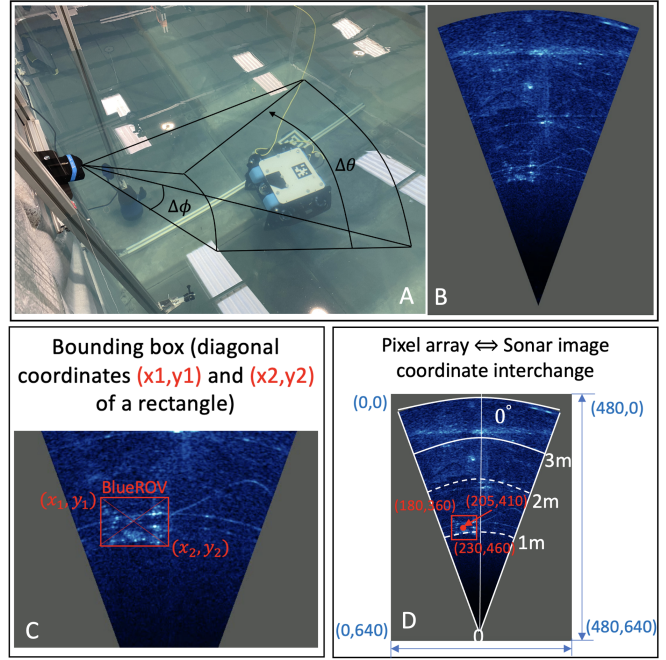 Δθ
Δϕ
A
B
Bounding box (diagonal
coordinates (x1,y1) and (x2,y2)
of a rectangle)
BlueROV
(x₁, y₁)
(x₂, y₂)
C
Pixel array ⇔ Sonar image
coordinate interchange
(0,0)
(480,0)
0°
3m
2m
(180,360)
(205,410)
1m
(230,460)
D
(0,640)
0
(480,640)